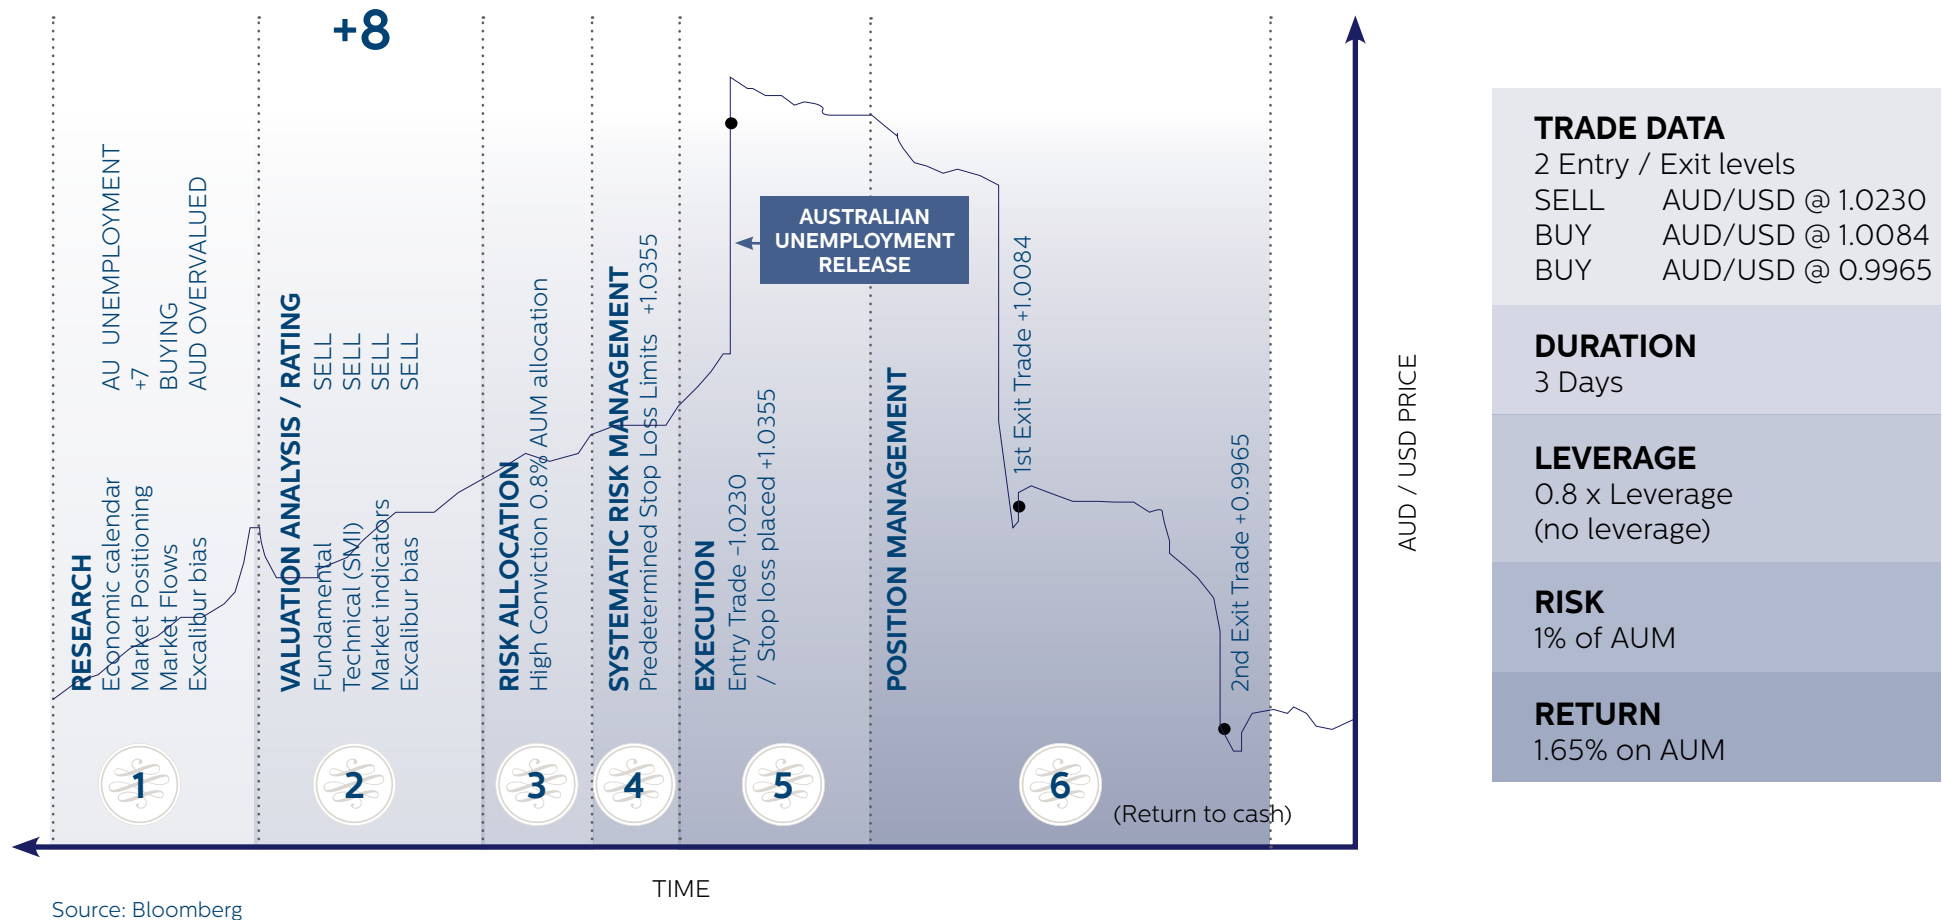 +8
RESEARCH
Economic calendar AU UNEMPLOYMENT
Market Positioning +7
Market Flows BUYING
Excalibur bias AUD OVERVALUED
1
VALUATION ANALYSIS / RATING
Fundamental SELL
Technical (SMI) SELL
Market indicators SELL
Excalibur bias SELL
2
RISK ALLOCATION
High Conviction 0.8% AUM allocation
3
SYSTEMATIC RISK MANAGEMENT
Predetermined Stop Loss Limits +1.0355
4
EXECUTION
Entry Trade –1.0230
/ Stop loss placed +1.0355
5
AUSTRALIAN
UNEMPLOYMENT
RELEASE
POSITION MANAGEMENT
1st Exit Trade +1.0084
2nd Exit Trade +0.9965
6
(Return to cash)
AUD / USD PRICE
TIME
Source: Bloomberg
TRADE DATA
2 Entry / Exit levels
SELL AUD/USD @ 1.0230
BUY AUD/USD @ 1.0084
BUY AUD/USD @ 0.9965
DURATION
3 Days
LEVERAGE
0.8 x Leverage
(no leverage)
RISK
1% of AUM
RETURN
1.65% on AUM